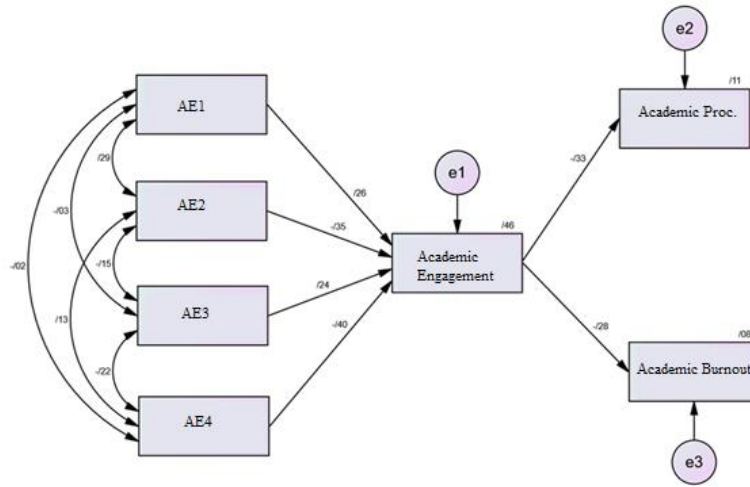 e2
/11
Academic Proc.
AE1
/29
/26
-/33
-/03
e1
AE2
-/35
/46
Academic
Engagement
-/02
-/15
/24
/13
AE3
-/40
-/28
/08
Academic Burnout
-/22
AE4
e3